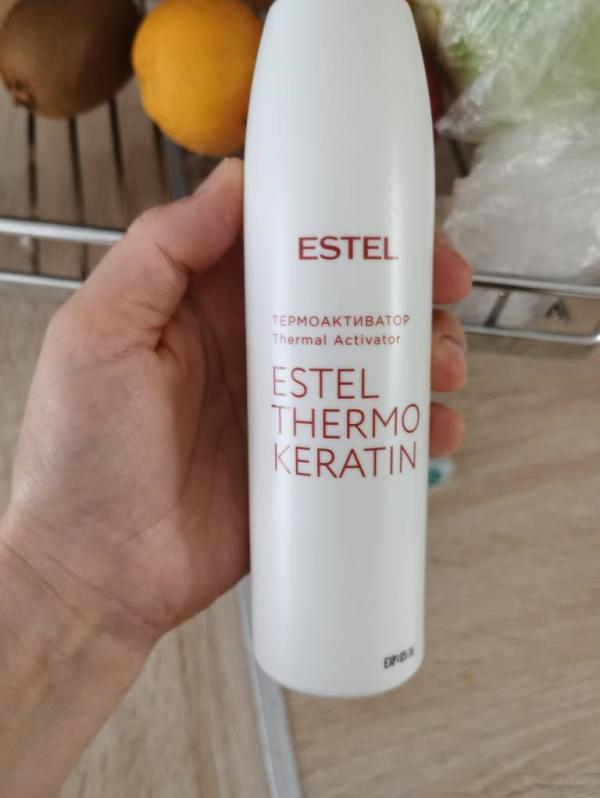 ESTEL
ТЕРМОАКТИВАТОР
Thermal Activator
ESTEL
THERMO
KERATIN